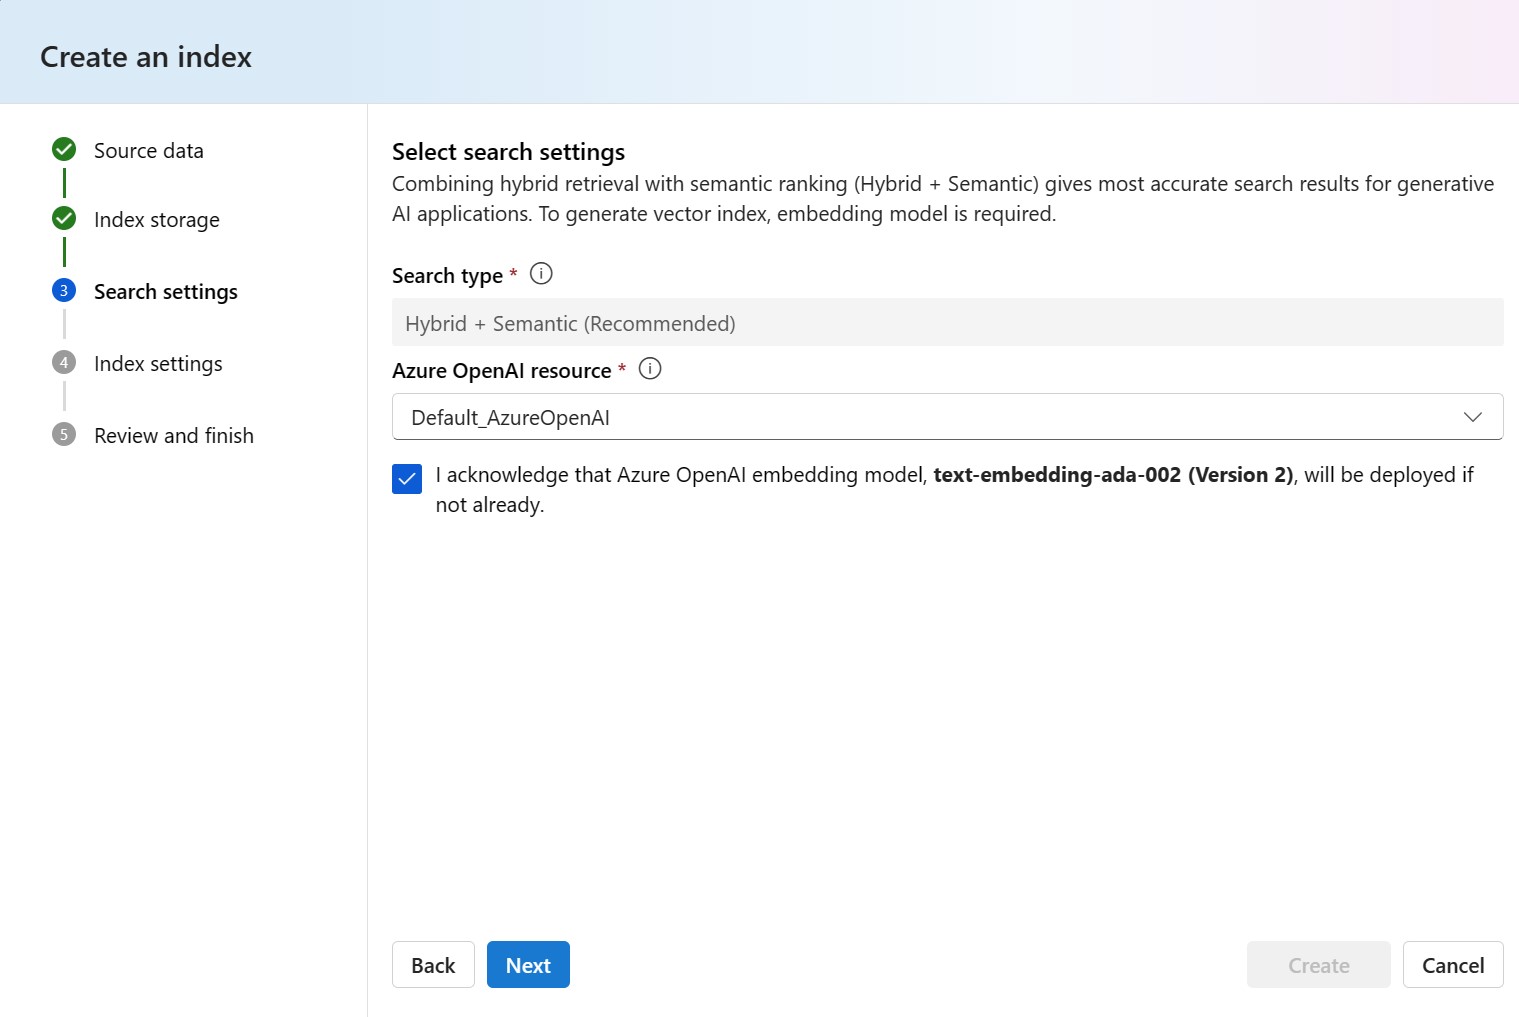 Create an index
Source data
Index storage
3 Search settings
4 Index settings
5 Review and finish
Select search settings
Combining hybrid retrieval with semantic ranking (Hybrid + Semantic) gives most accurate search results for generative
AI applications. To generate vector index, embedding model is required.
Search type *
Hybrid + Semantic (Recommended)
Azure OpenAI resource *
Default_AzureOpenAI
I acknowledge that Azure OpenAI embedding model, text-embedding-ada-002 (Version 2), will be deployed if
not already.
Back Next Create Cancel